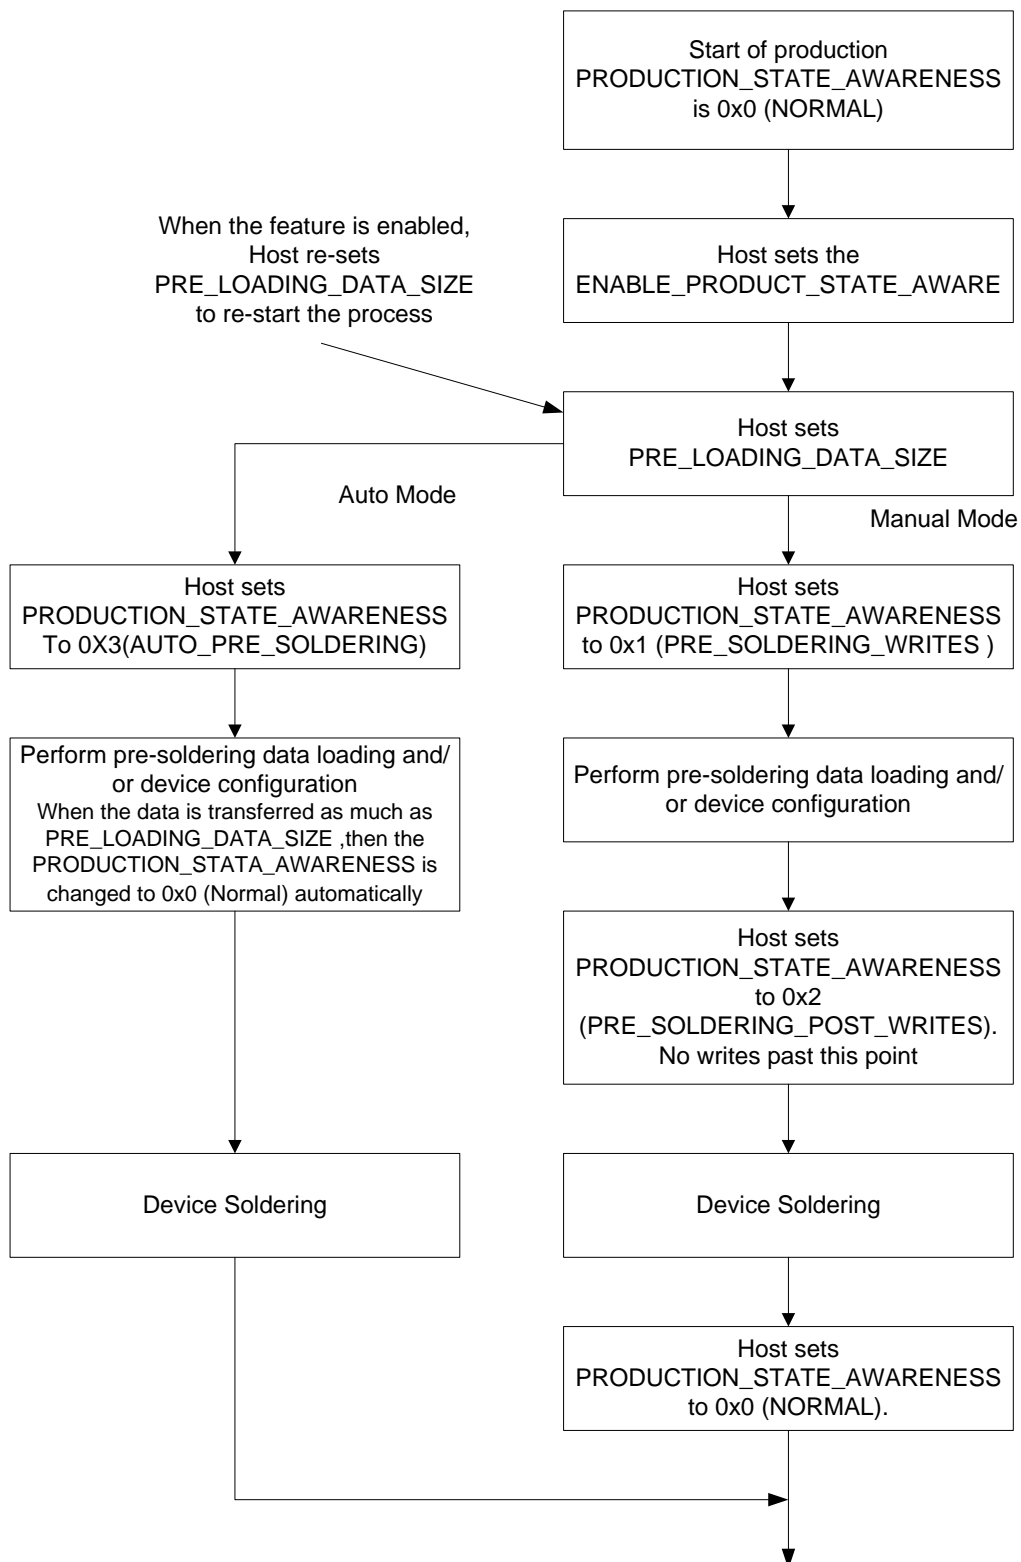 Start of production
PRODUCTION_STATE_AWARENESS
is 0x0 (NORMAL)
When the feature is enabled,
Host re-sets
PRE_LOADING_DATA_SIZE
to re-start the process
Host sets the
ENABLE_PRODUCT_STATE_AWARE
Host sets
PRE_LOADING_DATA_SIZE
Auto Mode
Manual Mode
Host sets
PRODUCTION_STATE_AWARENESS
To 0X3(AUTO_PRE_SOLDERING)
Host sets
PRODUCTION_STATE_AWARENESS
to 0x1 (PRE_SOLDERING_WRITES )
Perform pre-soldering data loading and/
or device configuration
When the data is transferred as much as
PRE_LOADING_DATA_SIZE ,then the
PRODUCTION_STATA_AWARENESS is
changed to 0x0 (Normal) automatically
Perform pre-soldering data loading and/
or device configuration
Host sets
PRODUCTION_STATE_AWARENESS
to 0x2
(PRE_SOLDERING_POST_WRITES).
No writes past this point
Device Soldering
Device Soldering
Host sets
PRODUCTION_STATE_AWARENESS
to 0x0 (NORMAL).